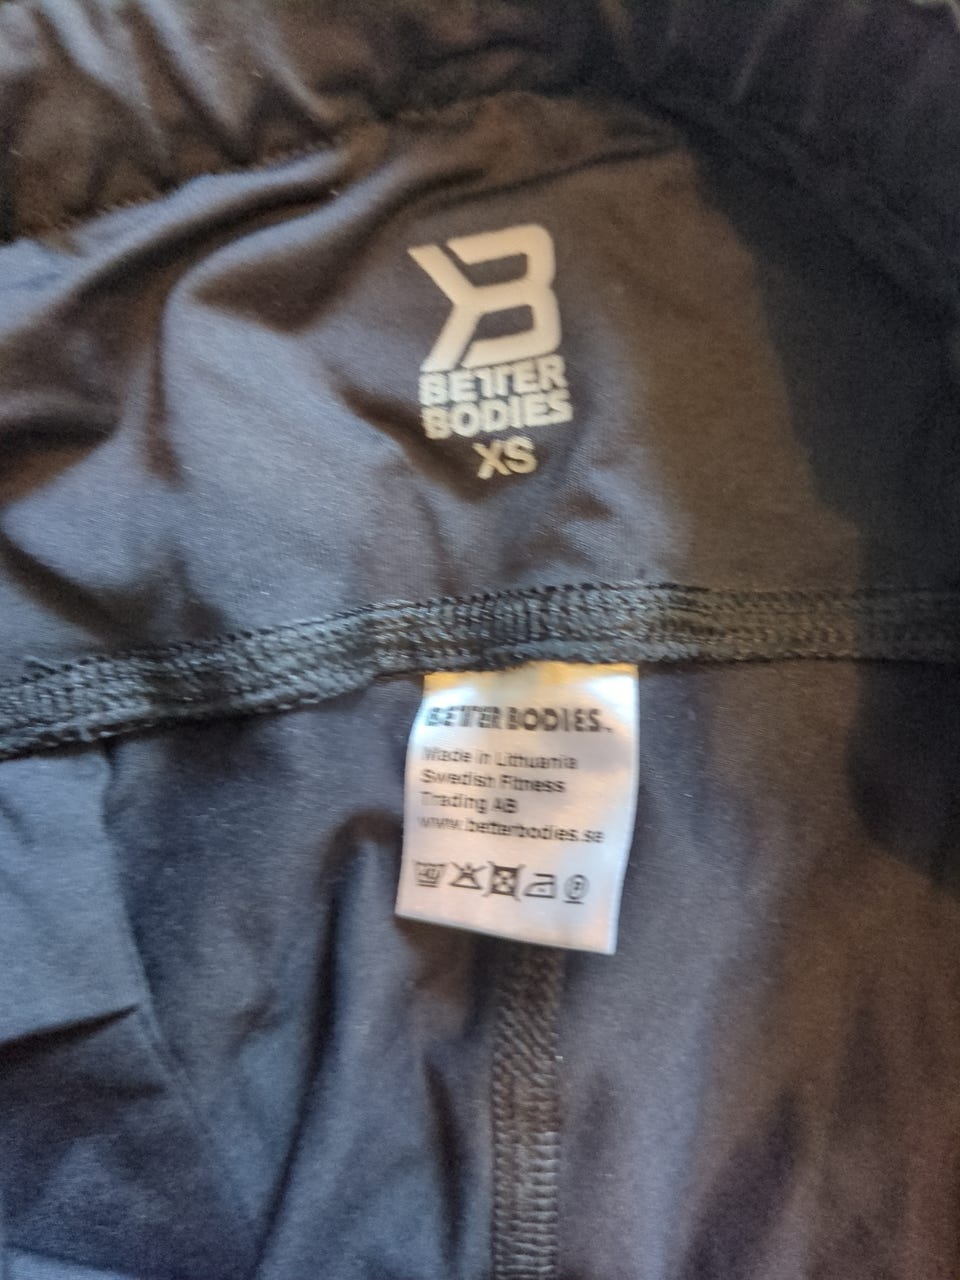 BETTER
BODIES
XS
BETTER BODIES.
Made in Lithuania
Swedish Fitness
Trading AB
www.betterbodies.se